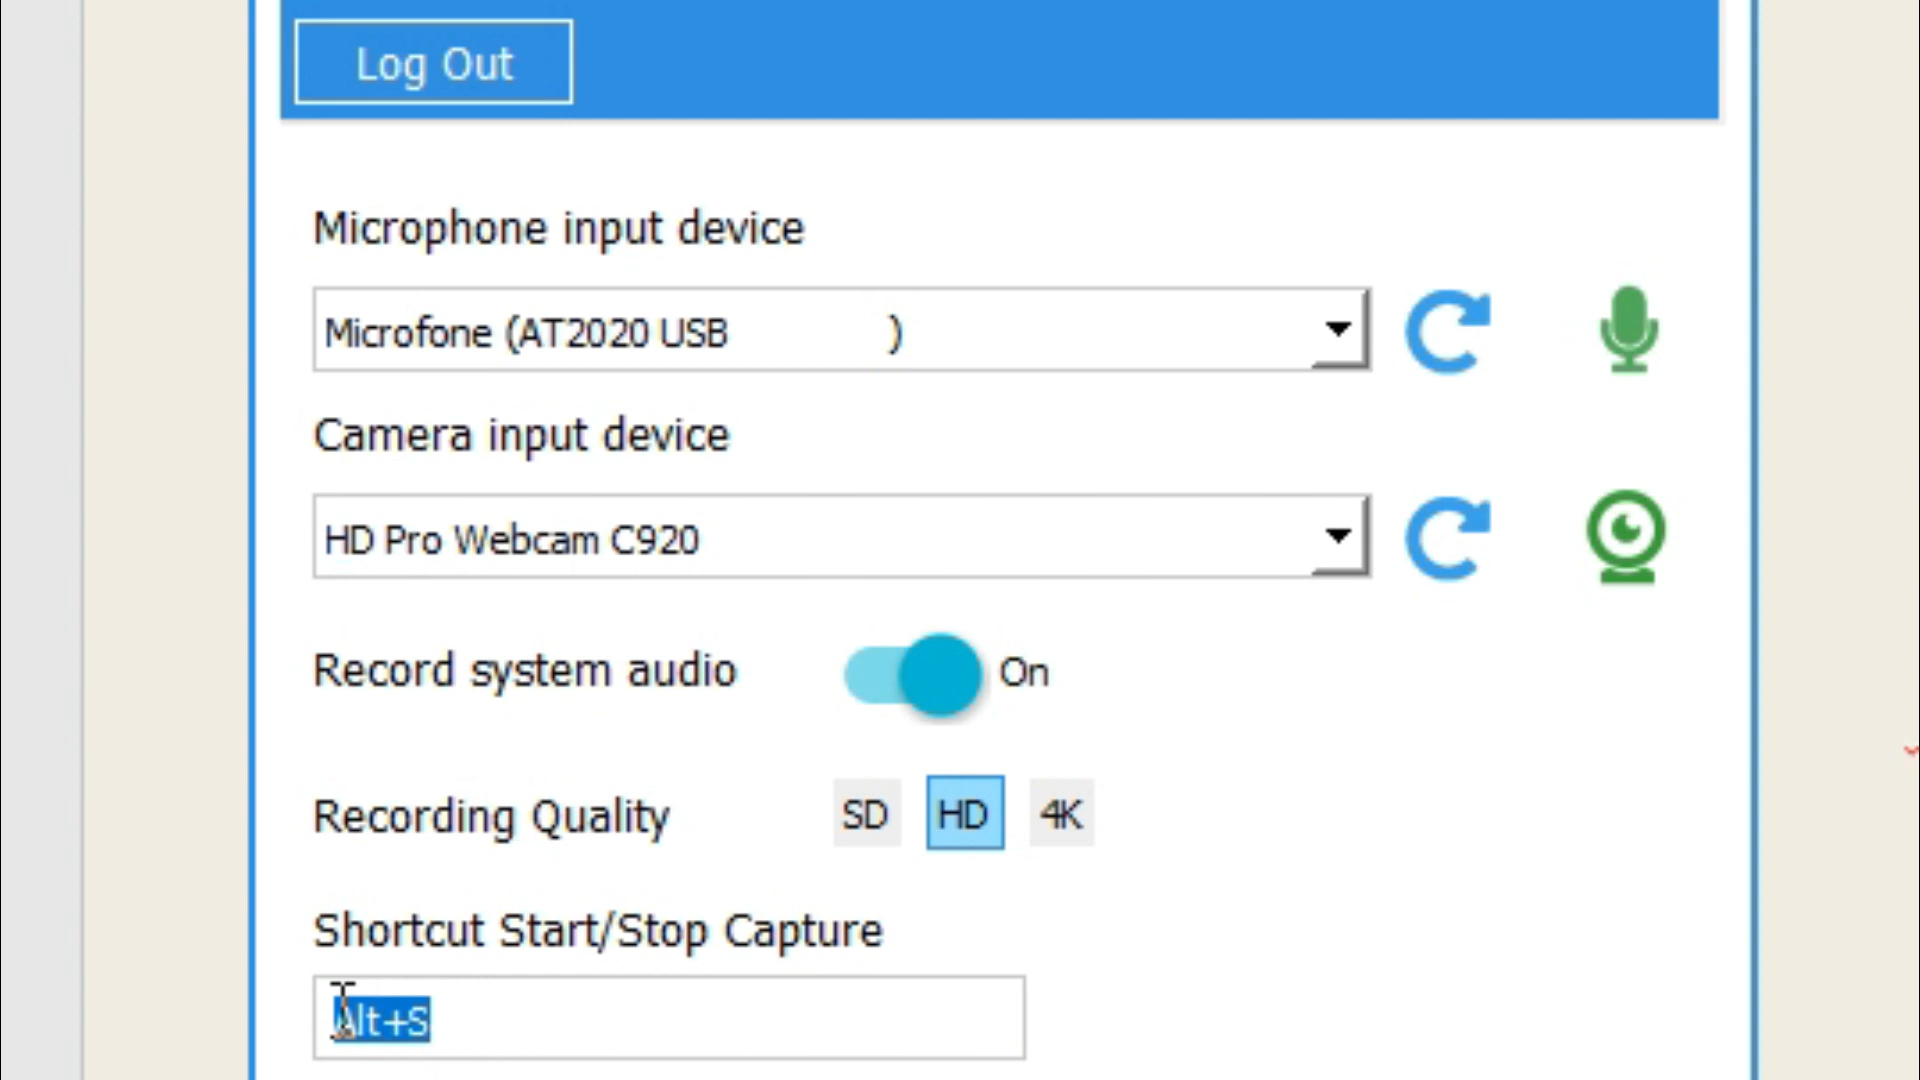 Log Out
Microphone input device
Microfone (AT2020 USB )
Camera input device
HD Pro Webcam C920
Record system audio On
Recording Quality SD HD 4K
Shortcut Start/Stop Capture
Alt+S